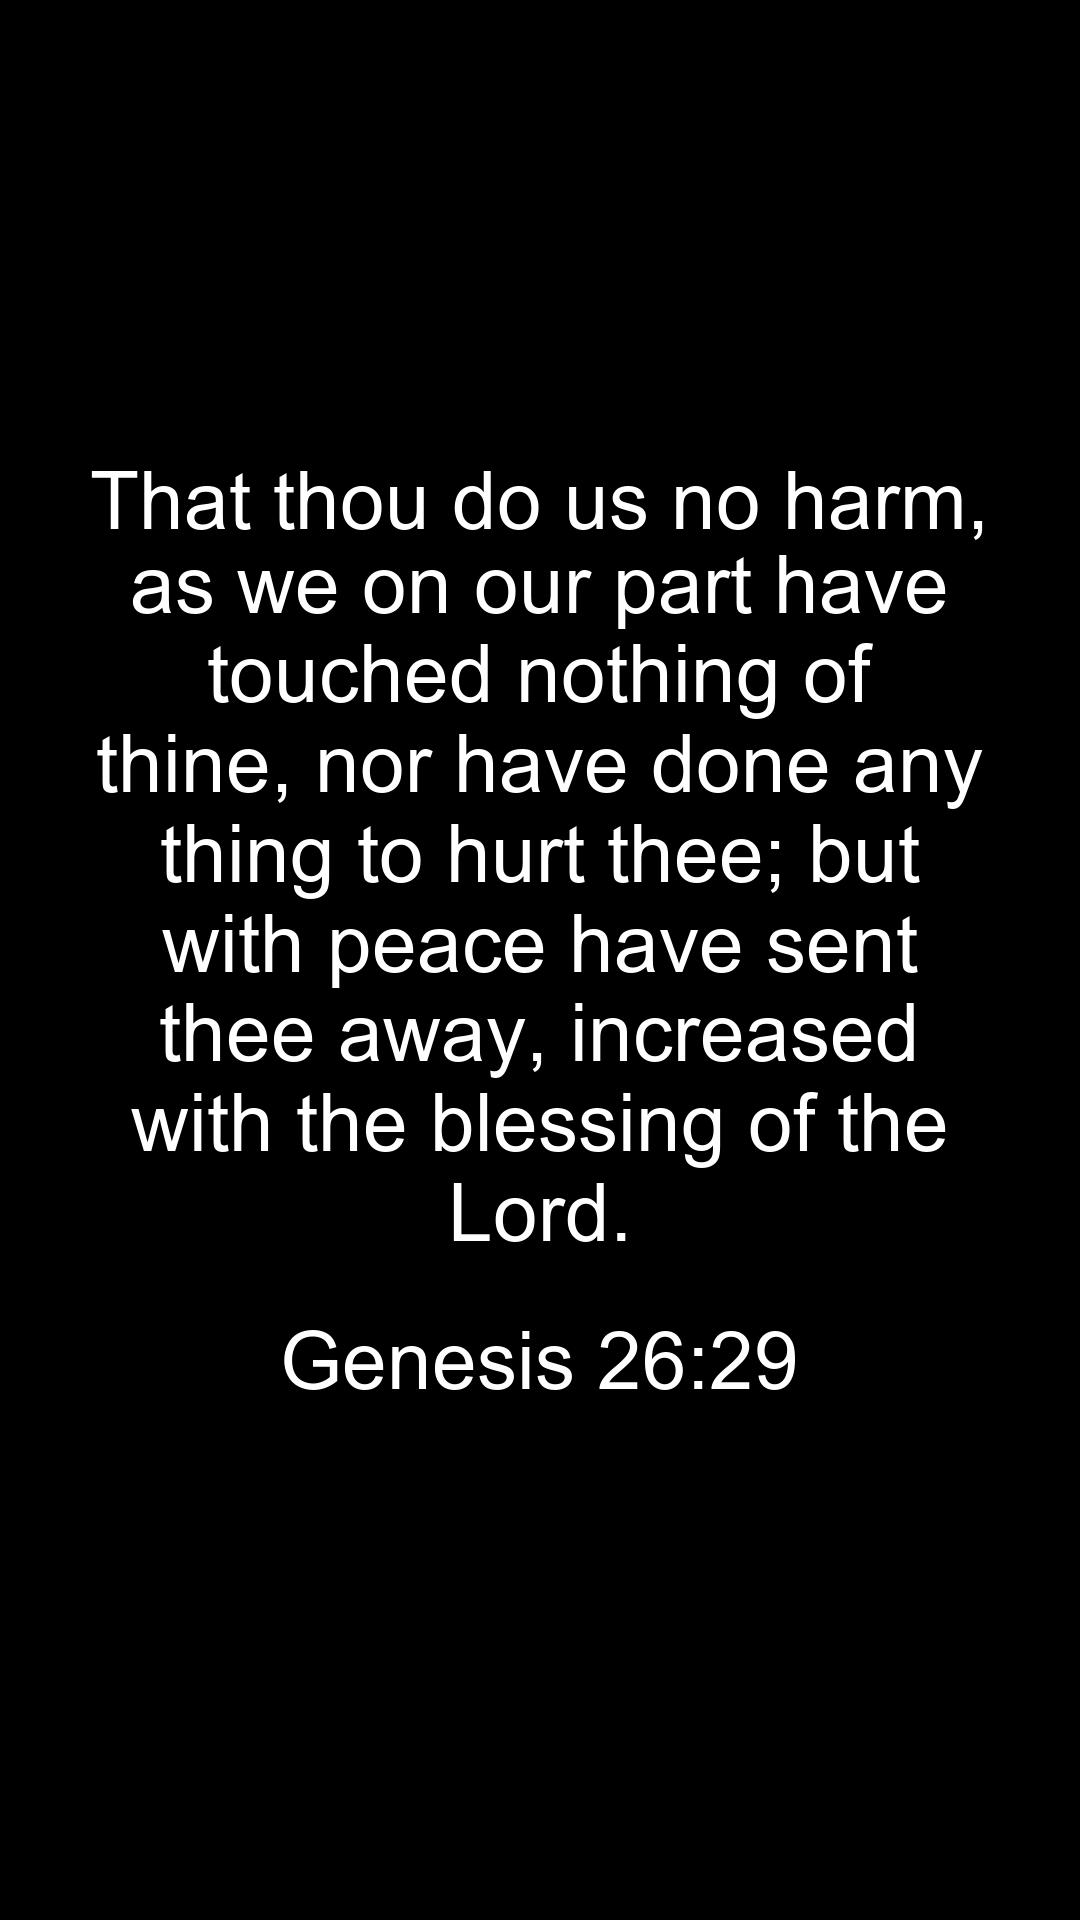 That thou do us no harm,
as we on our part have
touched nothing of
thine, nor have done any
thing to hurt thee; but
with peace have sent
thee away, increased
with the blessing of the
Lord.
Genesis 26:29